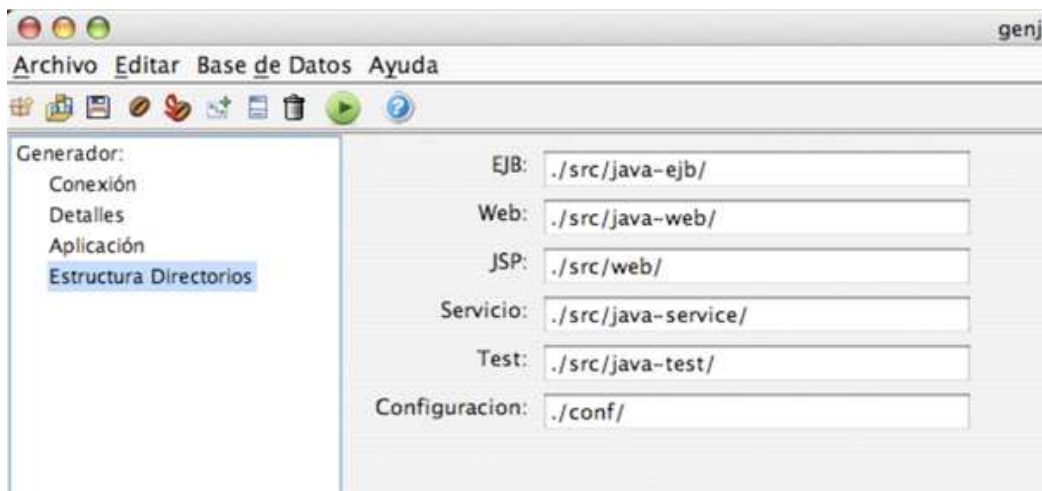 genj
Archivo Editar Base de Datos Ayuda
Generador:
Conexión
Detalles
Aplicación
Estructura Directorios
EJB: ./src/java-ejb/
Web: ./src/java-web/
JSP: ./src/web/
Servicio: ./src/java-service/
Test: ./src/java-test/
Configuracion: ./conf/